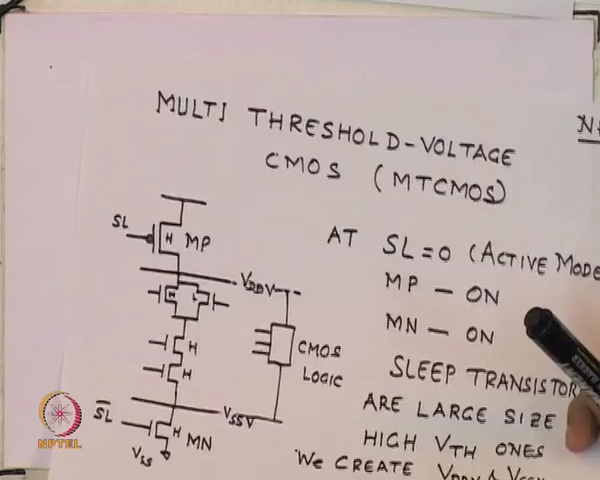 MULTI THRESHOLD-VOLTAGE
CMOS (MTCMOS)
SL
H MP
AT SL=0 (ACTIVE MODE
VDDV
MP - ON
H L
MN - ON
H
CMOS
LOGIC
H
SLEEP TRANSISTOR
ARE LARGE SIZE
SL
VSSV
H MN
HIGH VTH ONES
VSS
WE CREATE VDDV &
NPTEL